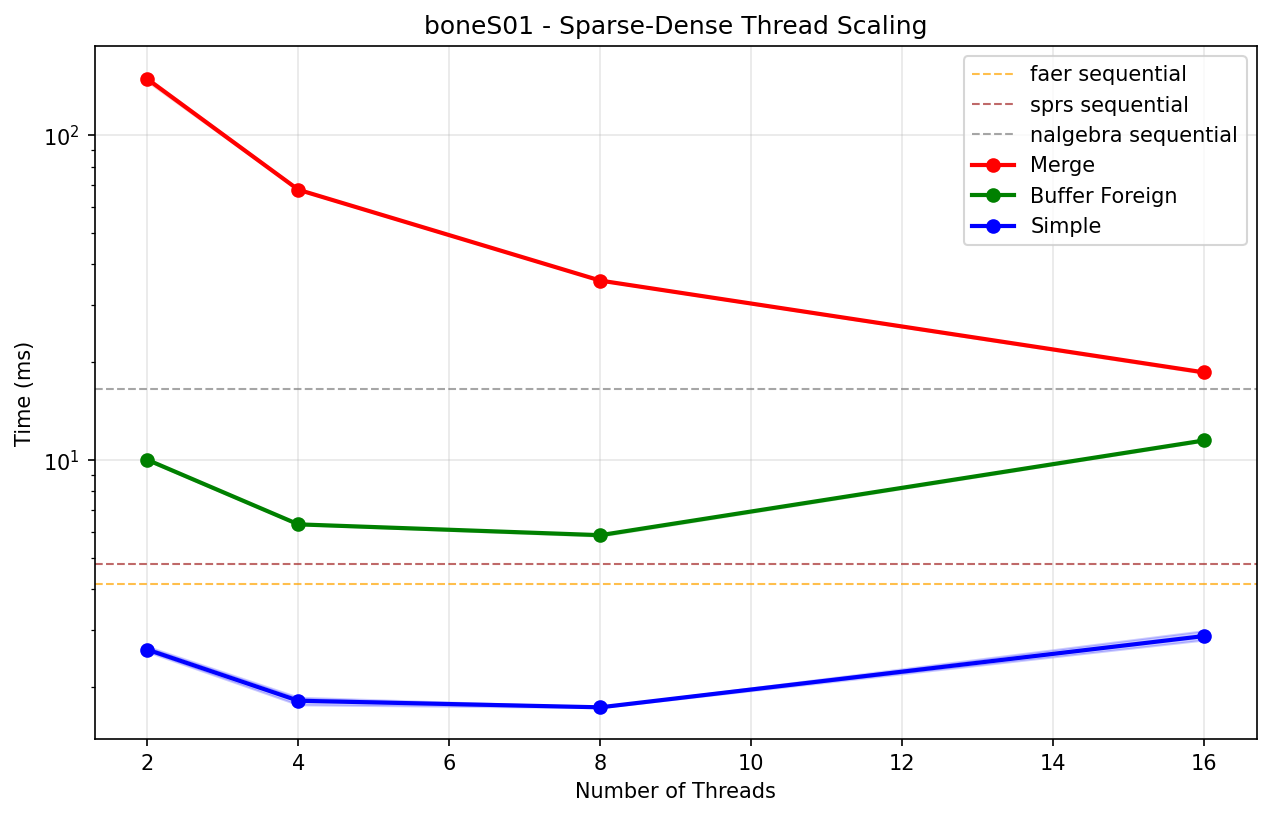 boneS01 - Sparse-Dense Thread Scaling
faer sequential
sprs sequential
nalgebra sequential
Merge
Buffer Foreign
Simple
Time (ms)
10²
10¹
2 4 6 8 10 12 14 16
Number of Threads